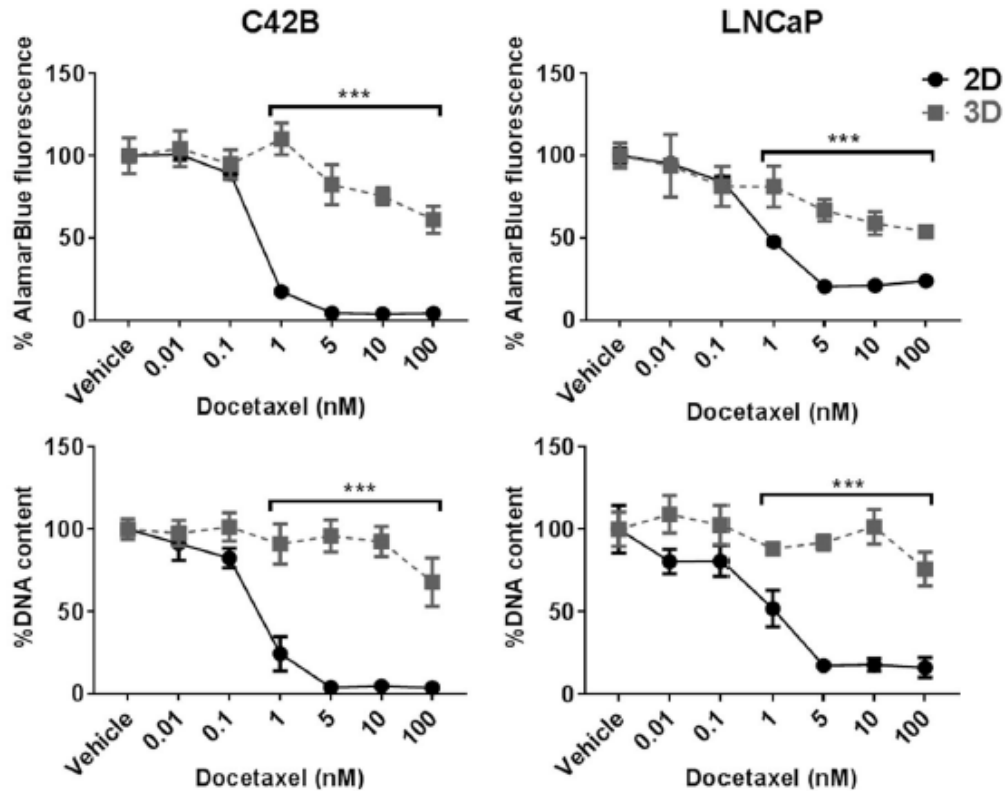 C42B
LNCaP
% AlamarBlue fluorescence
150
100
50
0
***
Vehicle
0.01
0.1
1
5
10
100
Docetaxel (nM)
% AlamarBlue fluorescence
150
100
50
0
***
2D
3D
Vehicle
0.01
0.1
1
5
10
100
Docetaxel (nM)
%DNA content
150
100
50
0
***
Vehicle
0.01
0.1
1
5
10
100
Docetaxel (nM)
%DNA content
150
100
50
0
***
Vehicle
0.01
0.1
1
5
10
100
Docetaxel (nM)